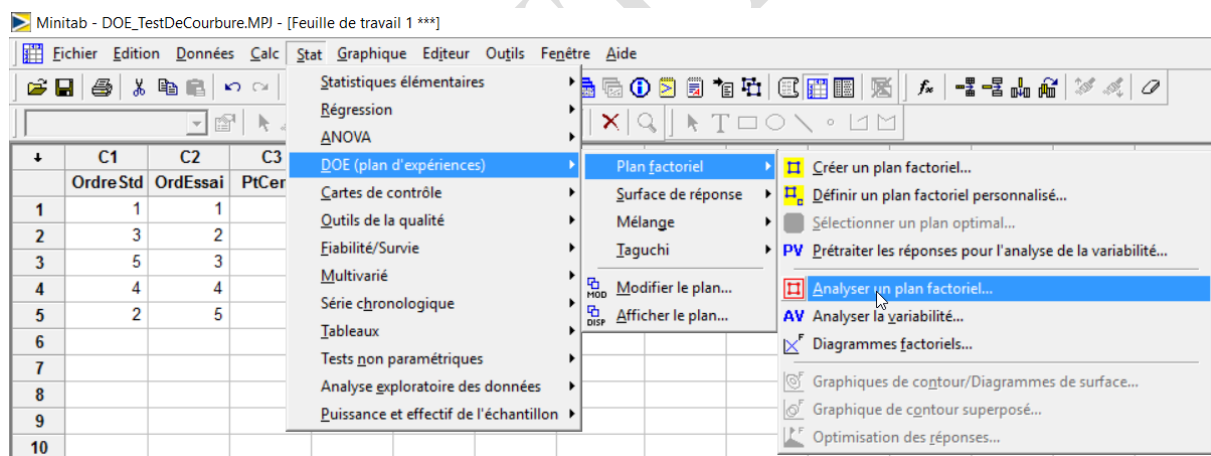 Minitab - DOE_TestDeCourbure.MPJ - [Feuille de travail 1 ***]
Fichier Edition Données Calc Stat Graphique Editeur Outils Fenêtre Aide
Statistiques élémentaires
Régression
ANOVA
DOE (plan d'expériences)
Cartes de contrôle
Outils de la qualité
Fiabilité/Survie
Multivarié
Série chronologique
Tableaux
Tests non paramétriques
Analyse exploratoire des données
Puissance et effectif de l'échantillon
Plan factoriel
Surface de réponse
Mélange
Taguchi
MOD Modifier le plan...
DISP Afficher le plan...
Créer un plan factoriel...
Définir un plan factoriel personnalisé...
Sélectionner un plan optimal...
PV Prétraiter les réponses pour l'analyse de la variabilité...
Analyser un plan factoriel...
AV Analyser la variabilité...
Diagrammes factoriels...
Graphiques de contour/Diagrammes de surface...
Graphique de contour superposé...
Optimisation des réponses...
C1 C2 C3
OrdreStd OrdEssai PtCer
1 1 1
2 3 2
3 5 3
4 4 4
5 2 5
6
7
8
9
10